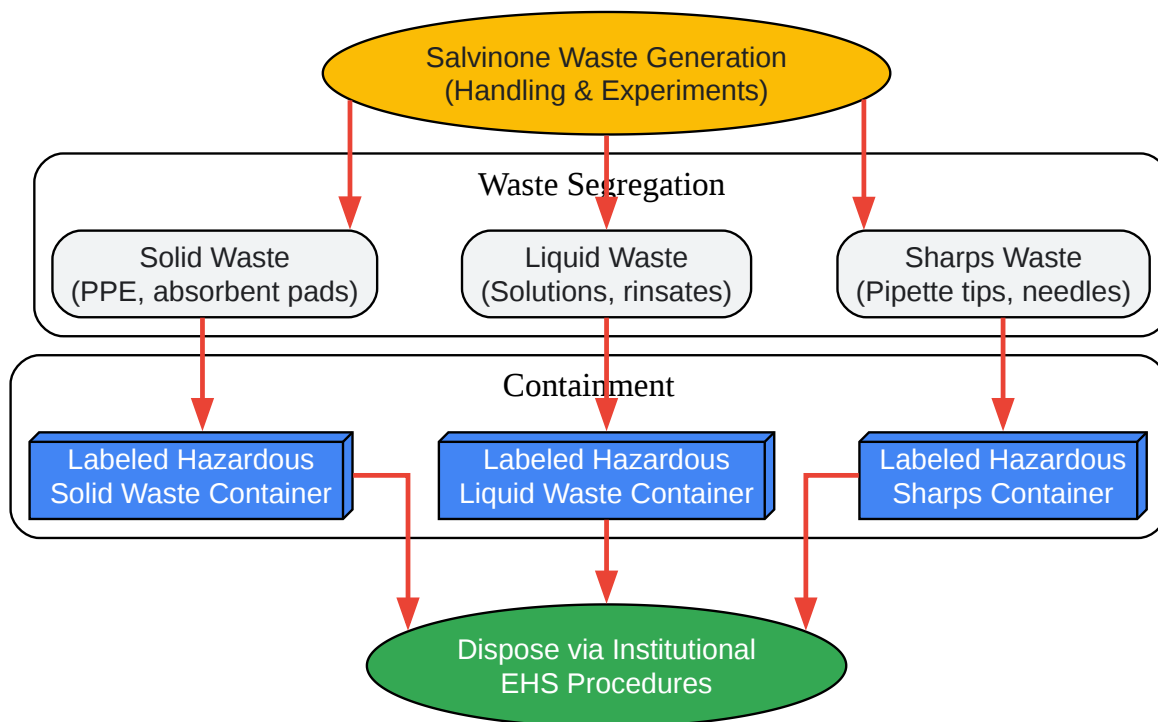 Salvinone Waste Generation
(Handling & Experiments)
Waste Segregation
Solid Waste
(PPE, absorbent pads)
Liquid Waste
(Solutions, rinsates)
Sharps Waste
(Pipette tips, needles)
Containment
Labeled Hazardous
Solid Waste Container
Labeled Hazardous
Liquid Waste Container
Labeled Hazardous
Sharps Container
Dispose via Institutional
EHS Procedures